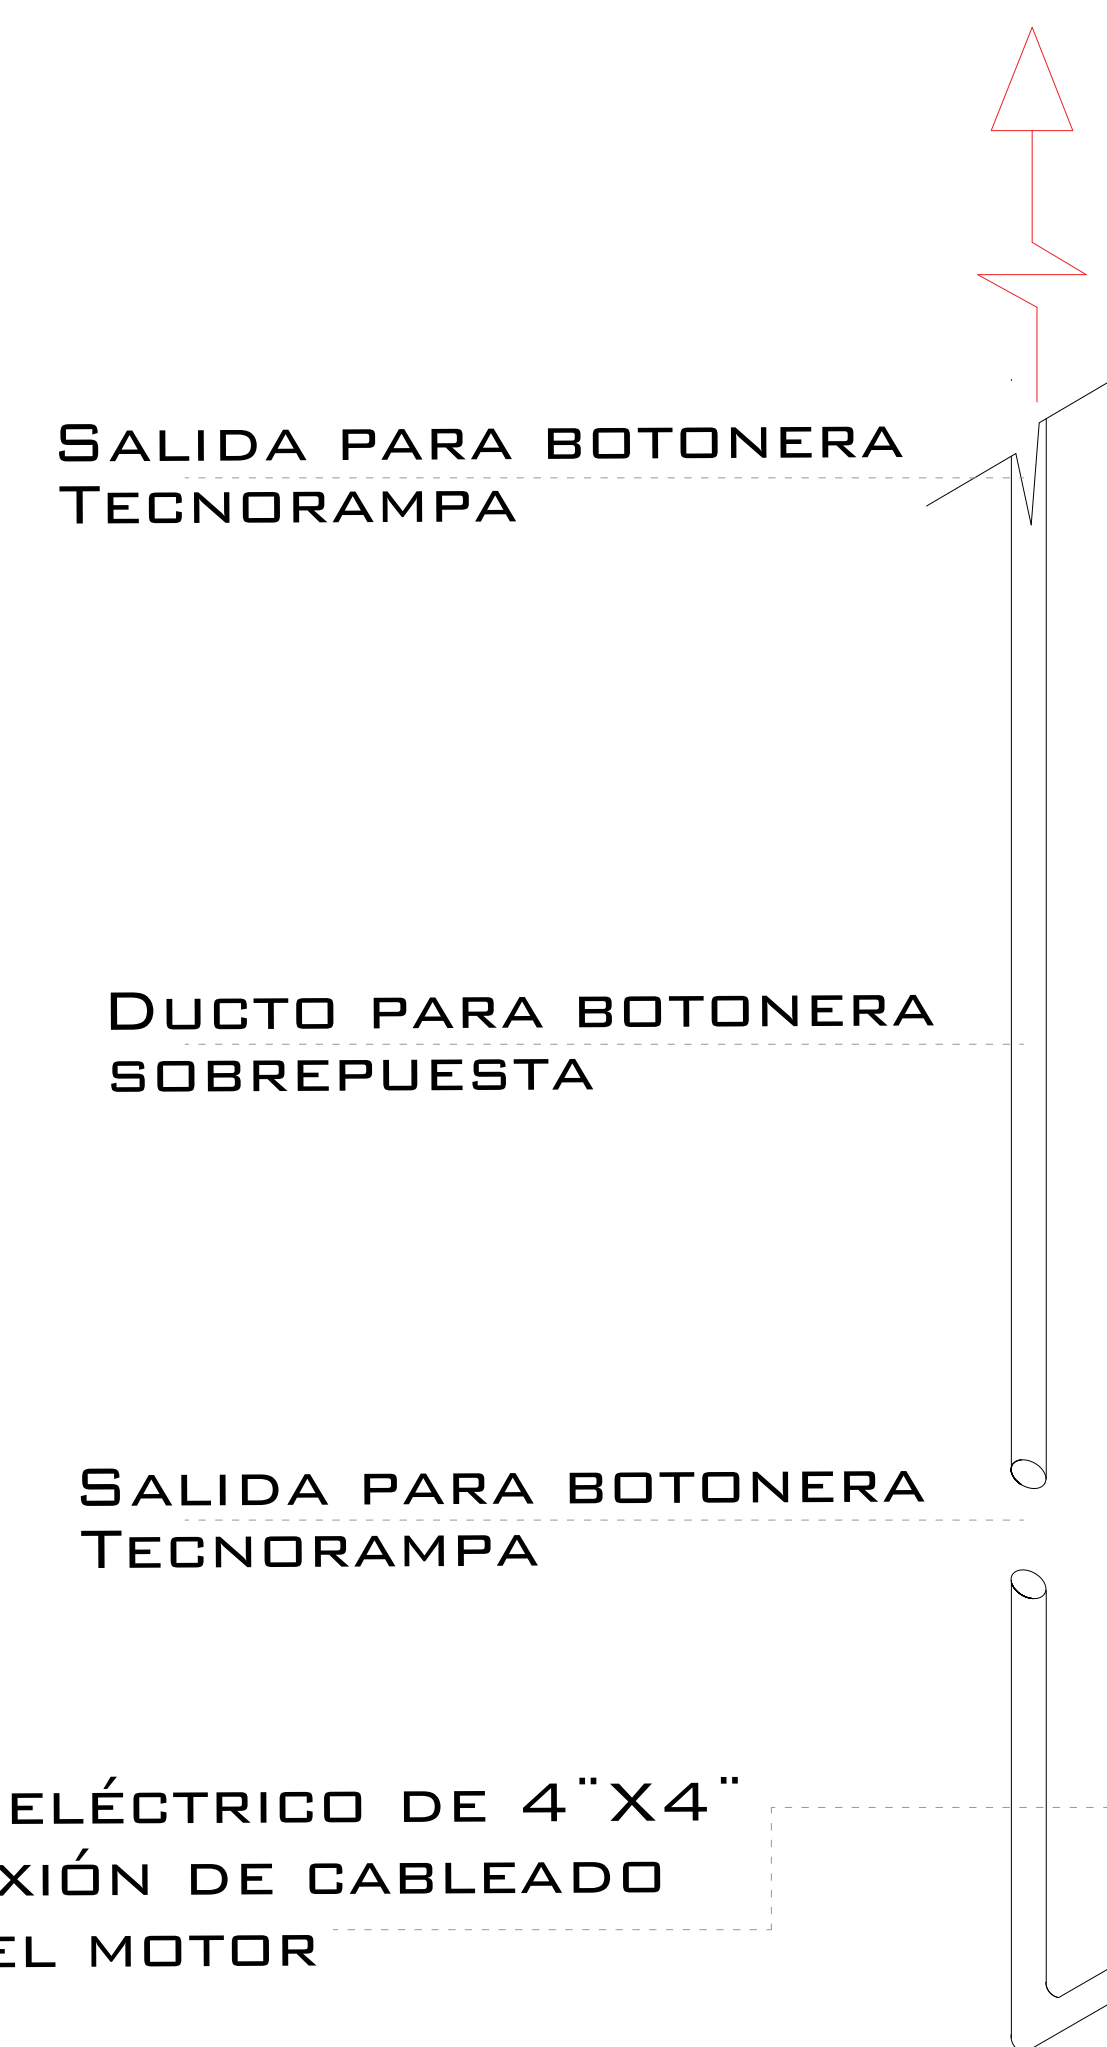 Salida para botonera
Tecnorampa
Ducto para botonera
sobrepuesta
Salida para botonera
Tecnorampa
eléctrico de 4¨x4¨
xión de cableado
el motor